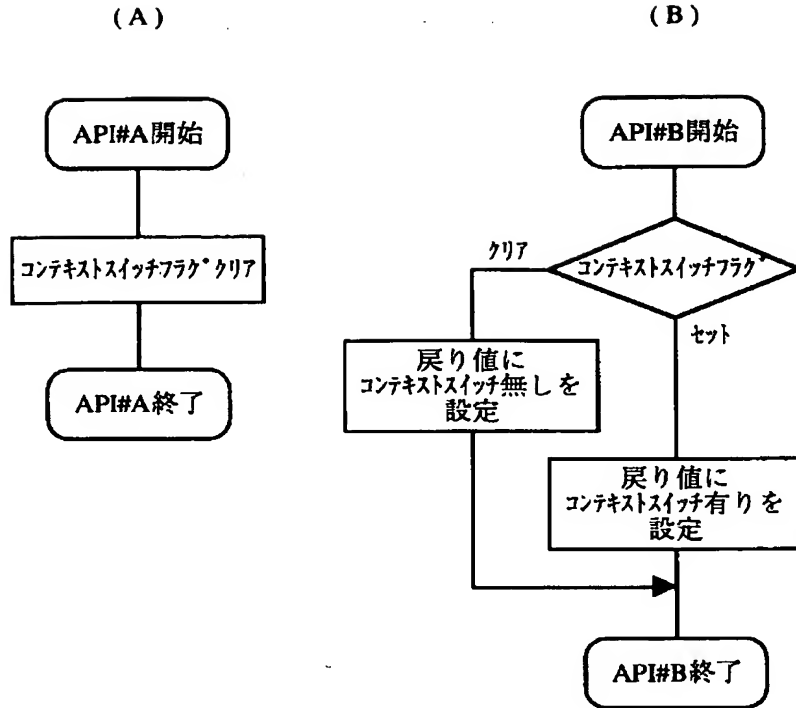 (A)
API#A開始
コンテキストスイッチフラグクリア
API#A終了
(B)
API#B開始
コンテキストスイッチフラグ
クリア
セット
戻り値に
コンテキストスイッチ無しを
設定
戻り値に
コンテキストスイッチ有りを
設定
API#B終了